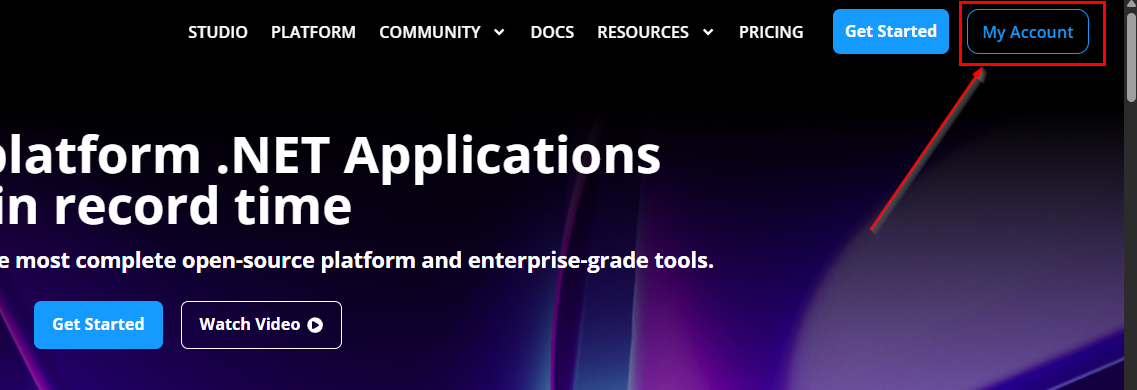 STUDIO PLATFORM COMMUNITY DOCS RESOURCES PRICING Get Started My Account
platform .NET Applications
in record time
most complete open-source platform and enterprise-grade tools.
Get Started Watch Video